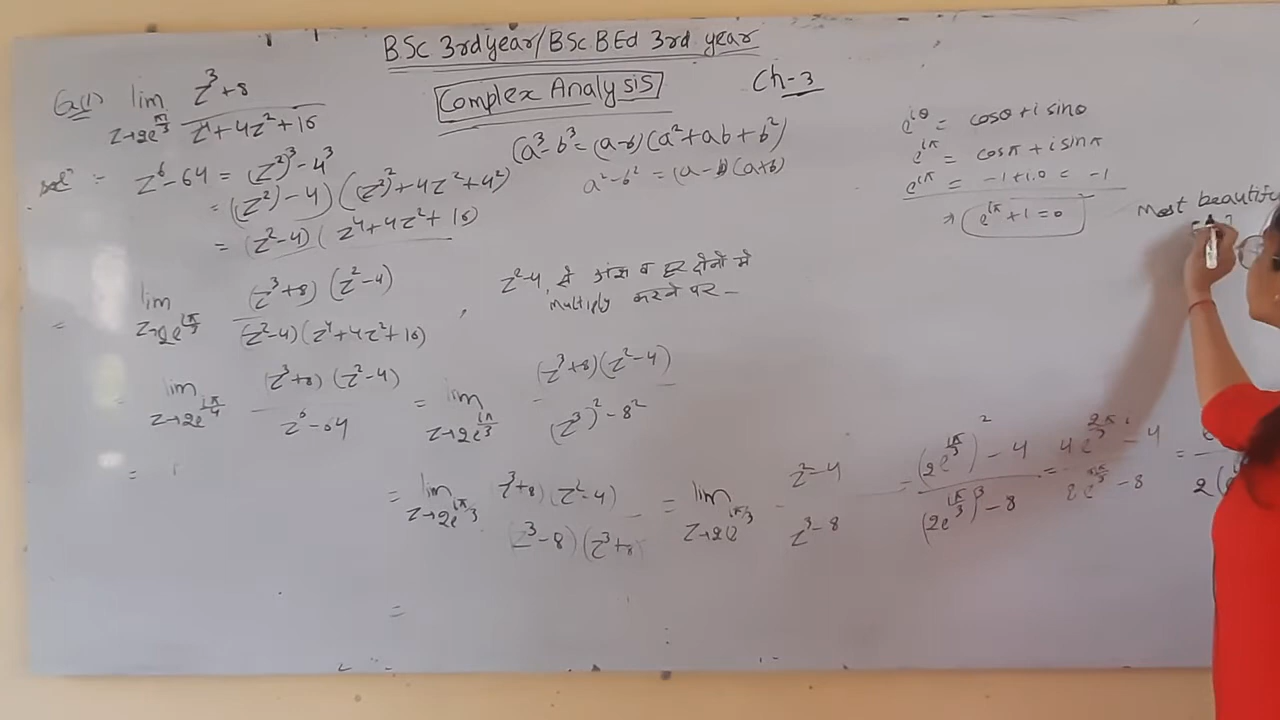 BSc 3rd year/BSc BEd 3rd year
Complex Analysis
Ch-3
Ex(1) lim z→2e^{iπ/3} (z³+8)/(z⁴+4z²+16)
(a³-b³=(a-b)(a²+ab+b²)
a²-b² = (a-b)(a+b)
sol^n :- z⁶-64 = (z²)³-4³
= ((z²)-4)((z²)²+4z²+4²)
= (z²-4)(z⁴+4z²+16)
e^{iθ} = cosθ+i sinθ
e^{iπ} = cosπ+i sinπ
e^{iπ} = -1+i.0 = -1
⇒ e^{iπ}+1=0
Most
= lim z→2e^{iπ/3} (z³+8)(z²-4)/(z²-4)(z⁴+4z²+16) , z²-4, से अंश व हर दोनों में
multiply करने पर-
= lim z→2e^{iπ/4} (z³+8)(z²-4)/z⁶-64 = lim z→2e^{iπ/3} (z³+8)(z²-4)/(z³)²-8²
=
= lim z→2e^{iπ/3} z³+8)(z²-4)/(z³-8)(z³+8 = lim z→2e^{iπ/3} z²-4/z³-8 = (2e^{iπ/3})²-4/(2e^{iπ/3})³-8 = 4e^{2πi/3}-4/8e^{3πi/3}-8 =
=